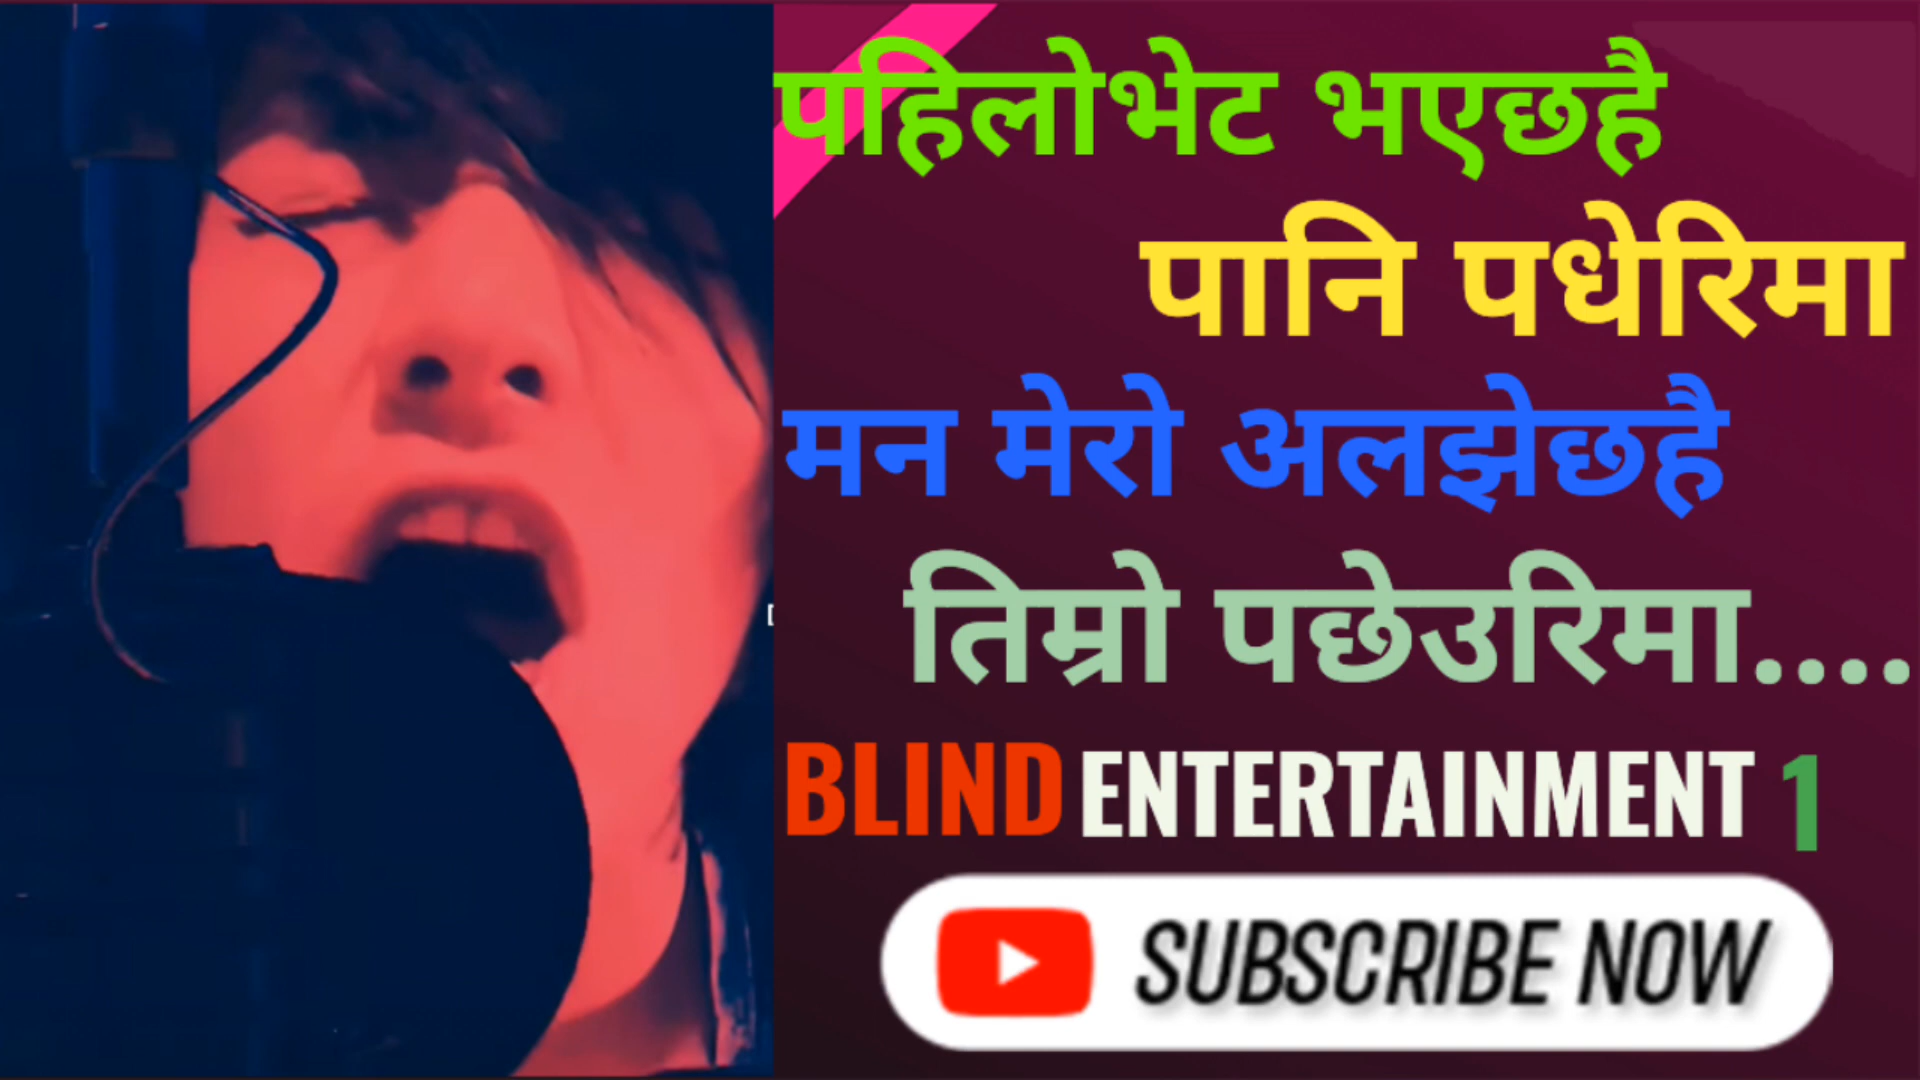 पहिलोभेट भएछहै
पानि पधेरिमा
मन मेरो अलझेछहै
तिम्रो पछेउरिमा....
BLIND ENTERTAINMENT 1
SUBSCRIBE NOW